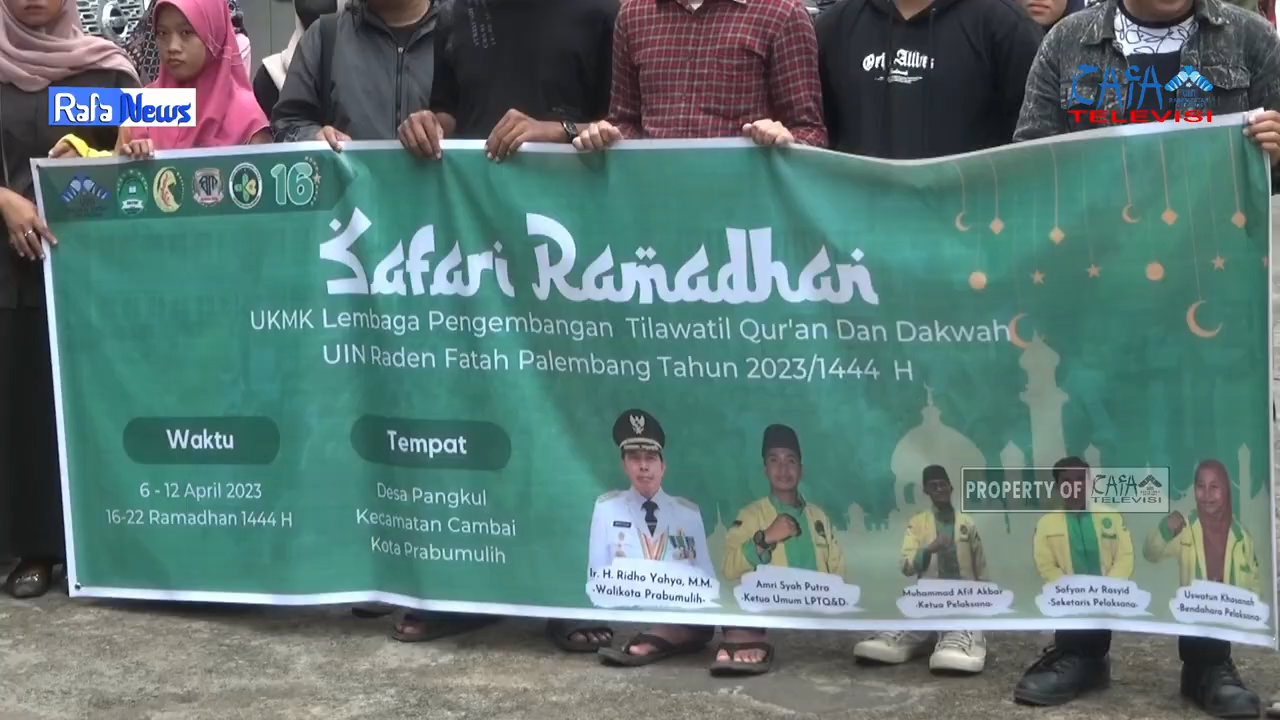 Rafa News
CAFA
TELEVISI
16
Safari Ramadhan
UKMK Lembaga Pengembangan Tilawatil Qur'an Dan Dakwah
UIN Raden Fatah Palembang Tahun 2023/1444 H
Waktu
6 - 12 April 2023
16-22 Ramadhan 1444 H
Tempat
Desa Pangkul
Kecamatan Cambai
Kota Prabumulih
Ir. H. Ridho Yahya, M.M.
-Walikota Prabumulih-
Amri Syah Putra
-Ketua Umum LPTQ&D-
Muhammad Afif Akbar
-Ketua Pelaksana-
Sofyan Ar Rasyid
-Seketaris Pelaksana-
Uswatun Khasanah
-Bendahara Pelaksana-
PROPERTY OF CAFA
TELEVISI